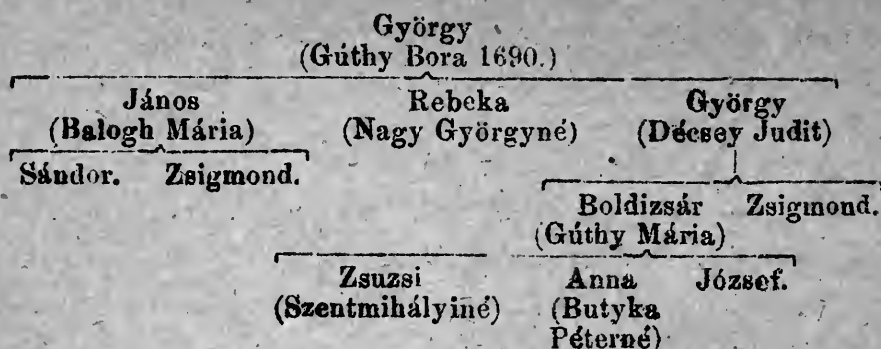 György
(Gúthy Bora 1690.)
János Rebeka György
(Balogh Mária) (Nagy Györgyné) (Décsey Judit)
Sándor. Zsigmond.
Boldizsár Zsigmond.
(Gúthy Mária)
Zsuzsi Anna József.
(Szentmihályiné) (Butyka
Péterné)